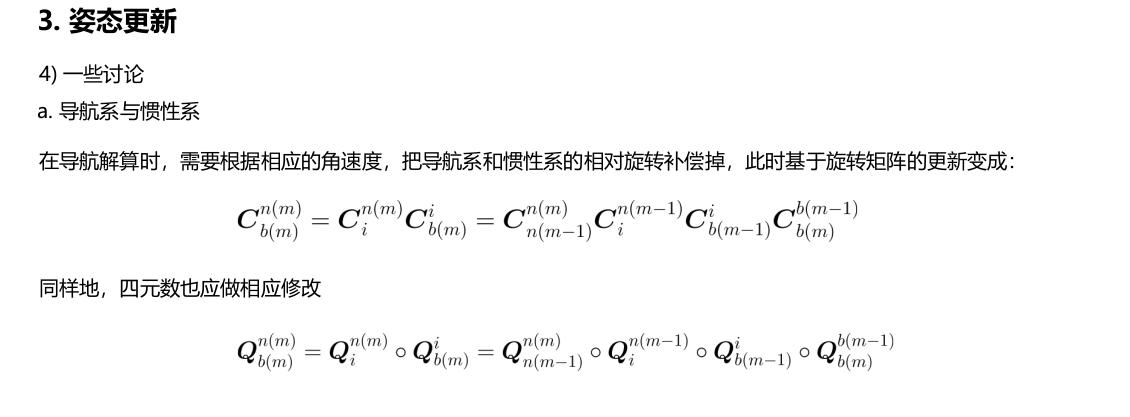 3. 姿态更新
4) 一些讨论
a. 导航系与惯性系
在导航解算时，需要根据相应的角速度，把导航系和惯性系的相对旋转补偿掉，此时基于旋转矩阵的更新变成：
$\boldsymbol{C}_{b(m)}^{n(m)} = \boldsymbol{C}_{i}^{n(m)} \boldsymbol{C}_{b(m)}^{i} = \boldsymbol{C}_{n(m-1)}^{n(m)} \boldsymbol{C}_{i}^{n(m-1)} \boldsymbol{C}_{b(m-1)}^{i} \boldsymbol{C}_{b(m)}^{b(m-1)}$
同样地，四元数也应做相应修改
$\boldsymbol{Q}_{b(m)}^{n(m)} = \boldsymbol{Q}_{i}^{n(m)} \circ \boldsymbol{Q}_{b(m)}^{i} = \boldsymbol{Q}_{n(m-1)}^{n(m)} \circ \boldsymbol{Q}_{i}^{n(m-1)} \circ \boldsymbol{Q}_{b(m-1)}^{i} \circ \boldsymbol{Q}_{b(m)}^{b(m-1)}$